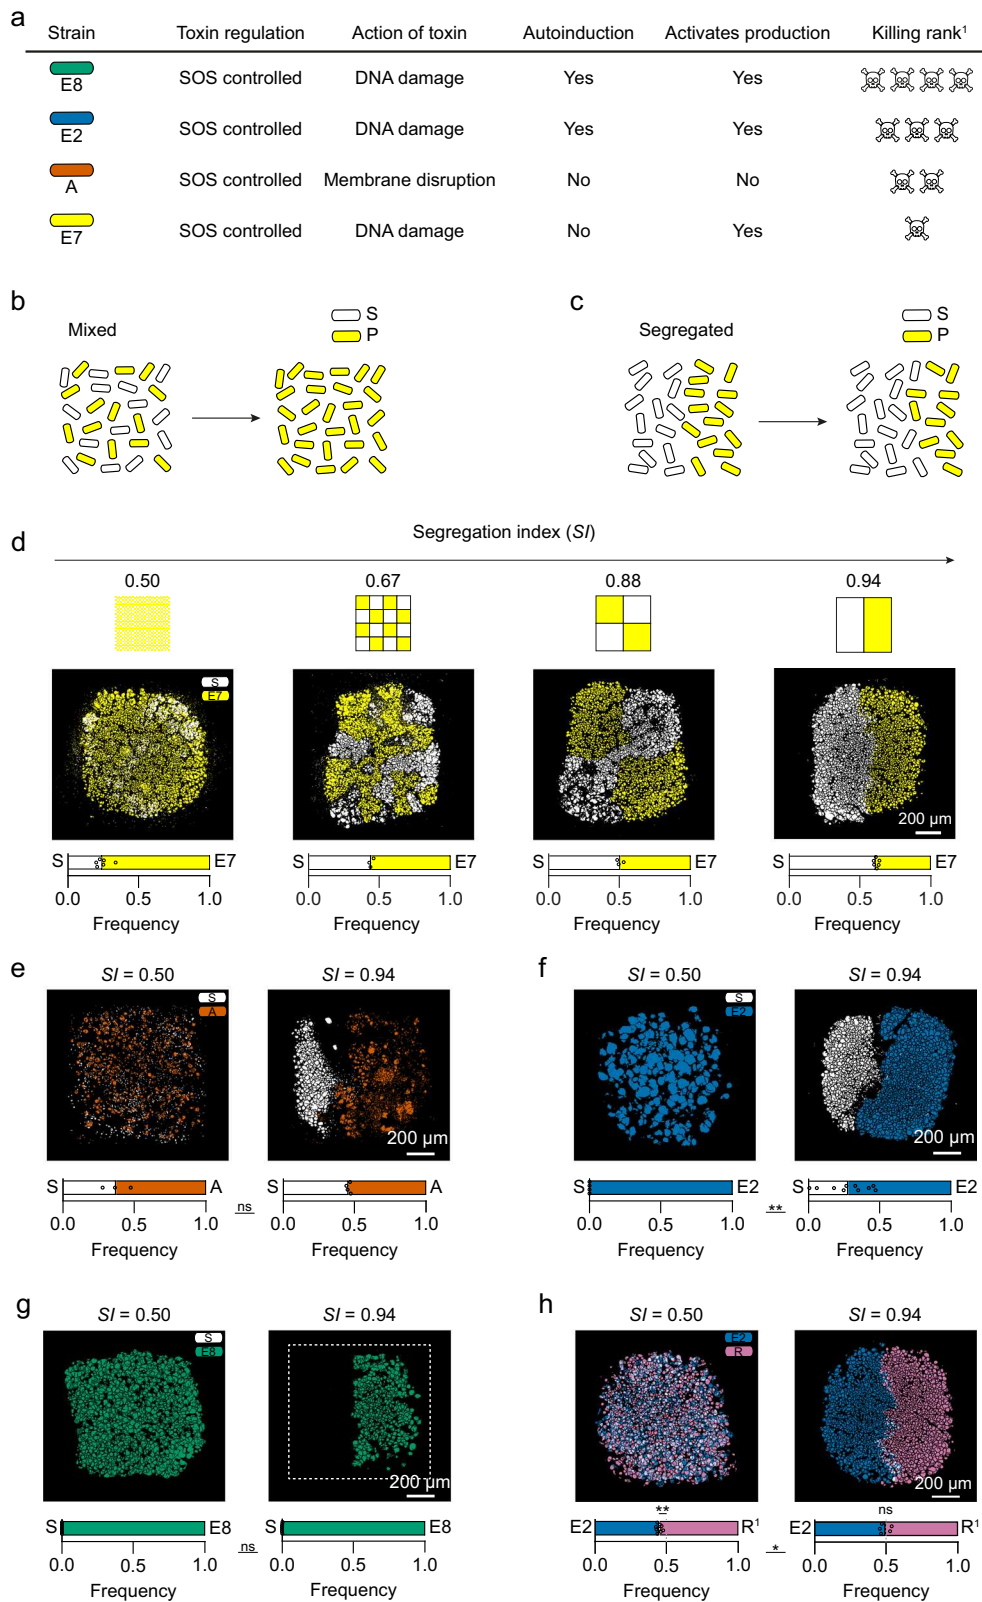 a
Strain Toxin regulation Action of toxin Autoinduction Activates production Killing rank¹
E8 SOS controlled DNA damage Yes Yes
E2 SOS controlled DNA damage Yes Yes
A SOS controlled Membrane disruption No No
E7 SOS controlled DNA damage No Yes
b
Mixed
S
P
c
Segregated
S
P
d
Segregation index (SI)
0.50 0.67 0.88 0.94
S
E7
200 µm
S E7 S E7 S E7 S E7
0.0 0.5 1.0 0.0 0.5 1.0 0.0 0.5 1.0 0.0 0.5 1.0
Frequency Frequency Frequency Frequency
e
SI = 0.50 SI = 0.94
S
A
200 µm
S A S A
0.0 0.5 1.0 ns 0.0 0.5 1.0
Frequency Frequency
f
SI = 0.50 SI = 0.94
S
E2
200 µm
S E2 S E2
0.0 0.5 1.0 ** 0.0 0.5 1.0
Frequency Frequency
g
SI = 0.50 SI = 0.94
S
E8
200 µm
S E8 S E8
0.0 0.5 1.0 ns 0.0 0.5 1.0
Frequency Frequency
h
SI = 0.50 SI = 0.94
E2
R
200 µm
** ns
E2 R¹ E2 R¹
0.0 0.5 1.0 * 0.0 0.5 1.0
Frequency Frequency